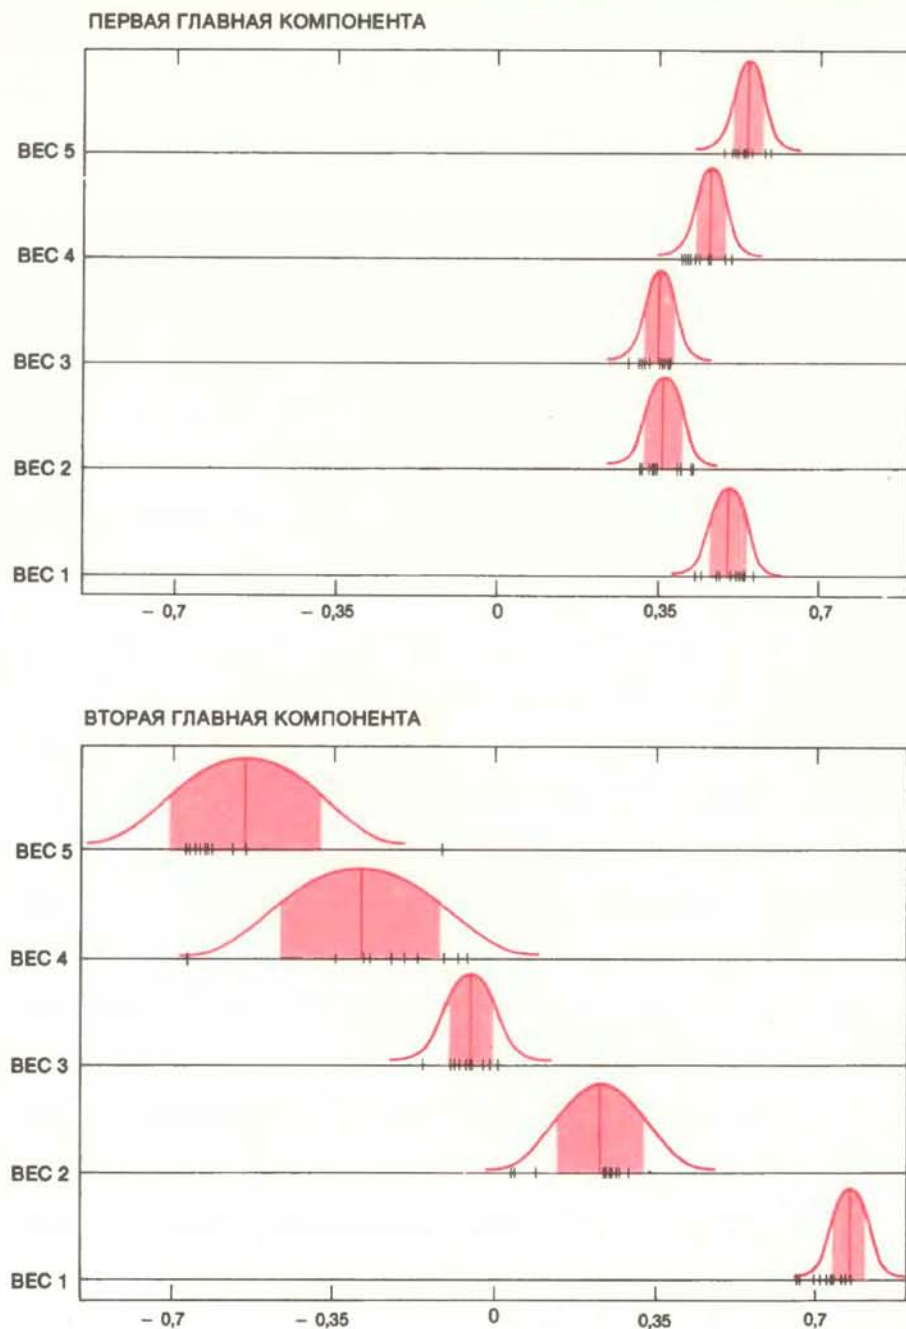 ПЕРВАЯ ГЛАВНАЯ КОМПОНЕНТА
ВЕС 5
ВЕС 4
ВЕС 3
ВЕС 2
ВЕС 1
– 0,7 – 0,35 0 0,35 0,7
ВТОРАЯ ГЛАВНАЯ КОМПОНЕНТА
ВЕС 5
ВЕС 4
ВЕС 3
ВЕС 2
ВЕС 1
– 0,7 – 0,35 0 0,35 0,7